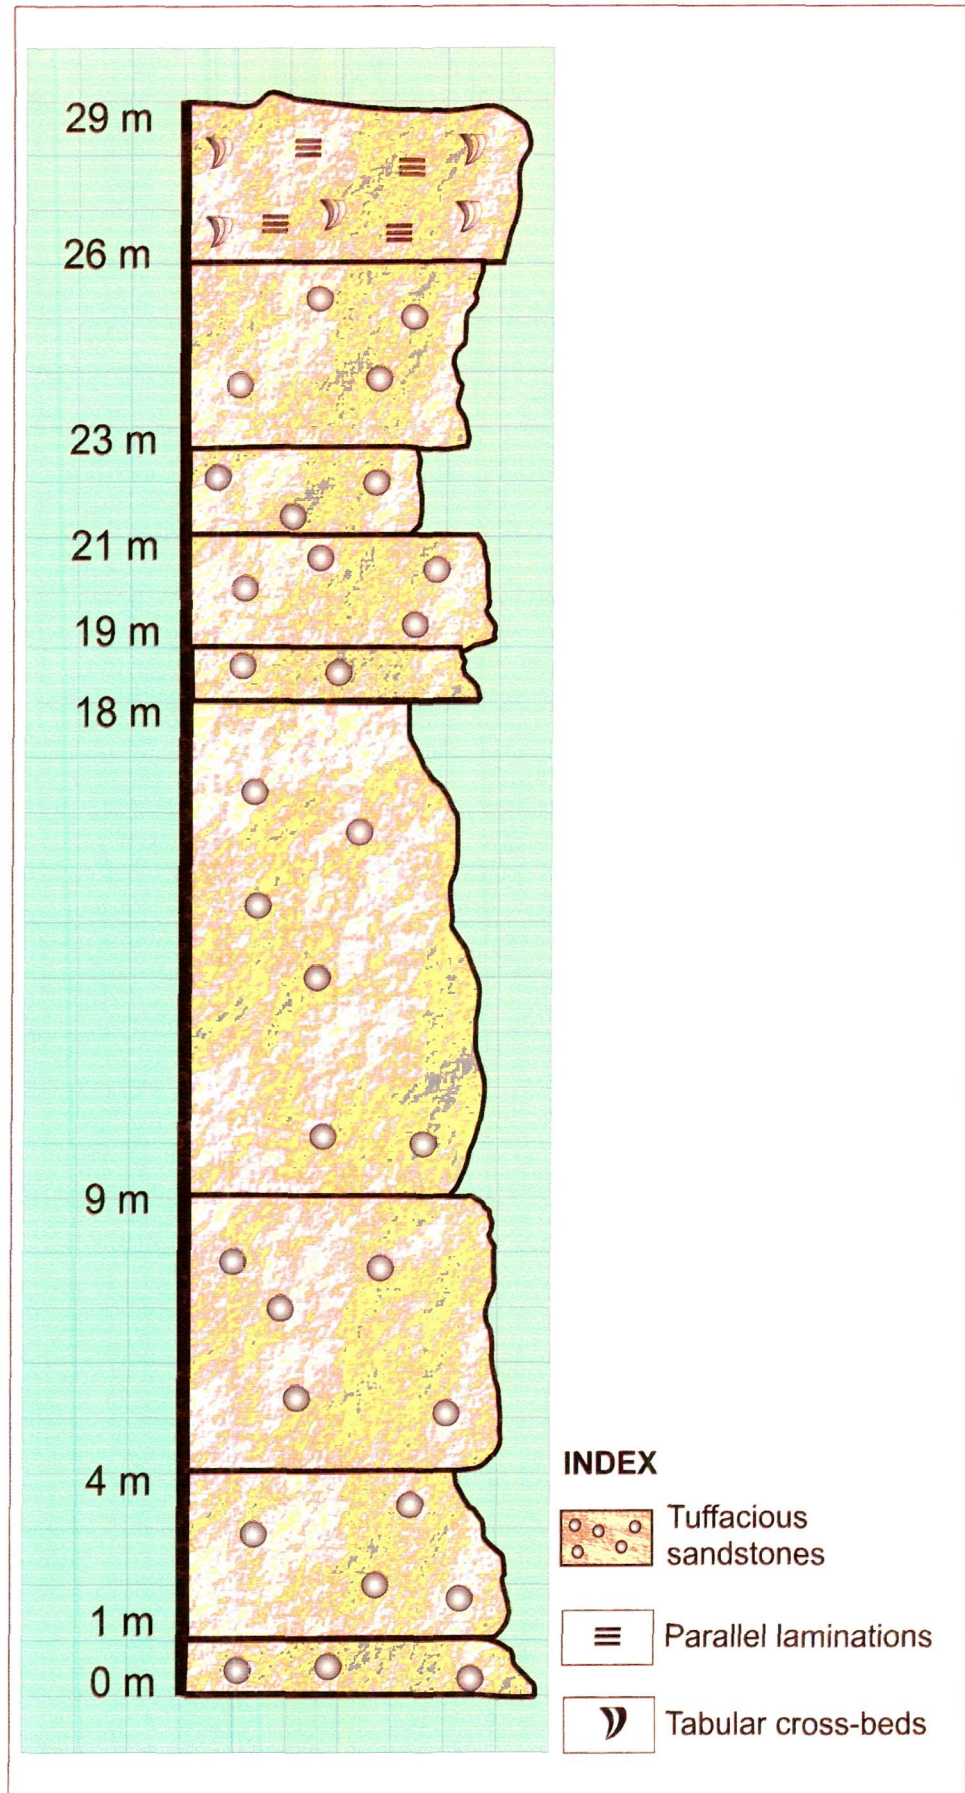 29 m
26 m
23 m
21 m
19 m
18 m
9 m
4 m
1 m
0 m
INDEX
Tuffacious
sandstones
Parallel laminations
Tabular cross-beds